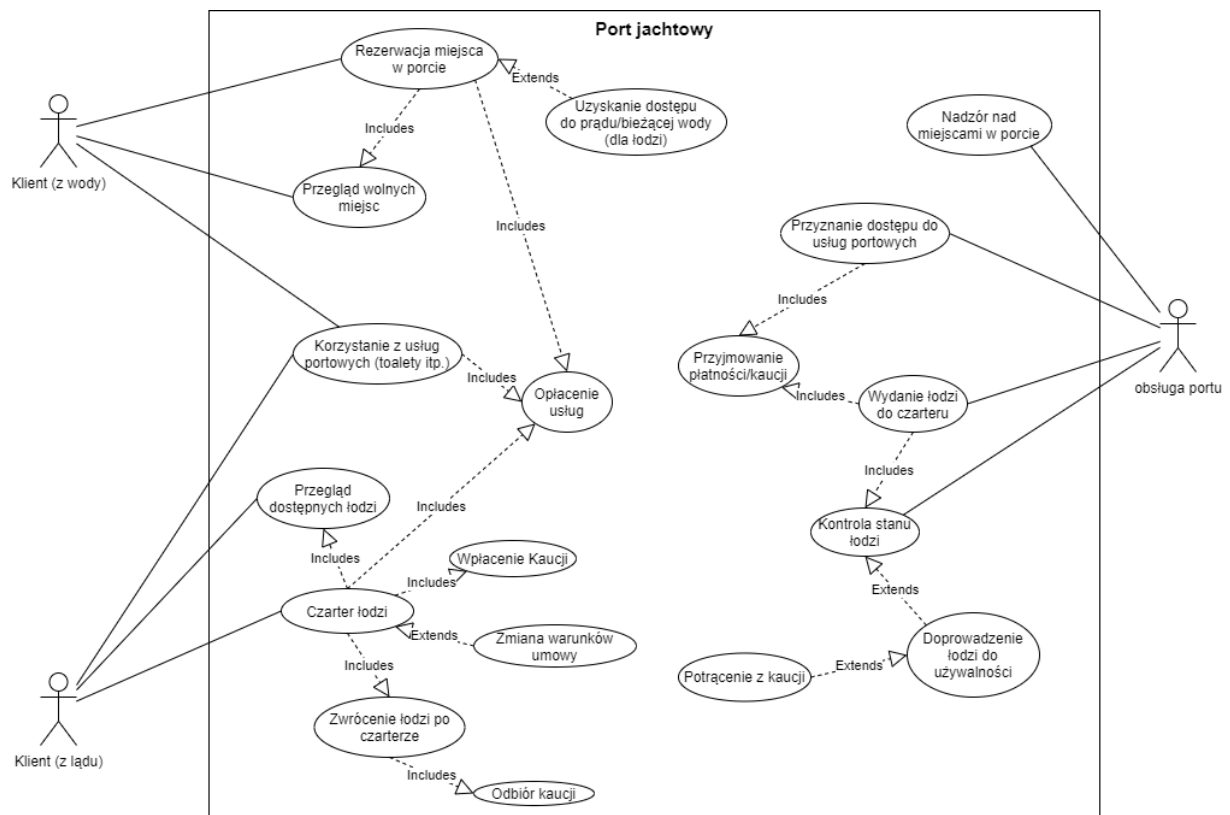 Port jachtowy
Rezerwacja miejsca
w porcie
Extends
Uzyskanie dostępu
do prądu/bieżącej wody
(dla łodzi)
Nadzór nad
miejscami w porcie
Includes
Klient (z wody)
Przegląd wolnych
miejsc
Includes
Przyznanie dostępu do
usług portowych
Includes
Korzystanie z usług
portowych (toalety itp.)
Includes
Opłacenie
usług
Przyjmowanie
płatności/kaucji
Includes
Wydanie łodzi
do czarteru
obsługa portu
Includes
Przegląd
dostępnych łodzi
Includes
Kontrola stanu
łodzi
Includes
Wpłacenie Kaucji
Includes
Extends
Czarter łodzi
Extends
Zmiana warunków
umowy
Doprowadzenie
łodzi do
używalności
Includes
Potrącenie z kaucji
Extends
Zwrócenie łodzi po
czarterze
Klient (z lądu)
Includes
Odbiór kaucji